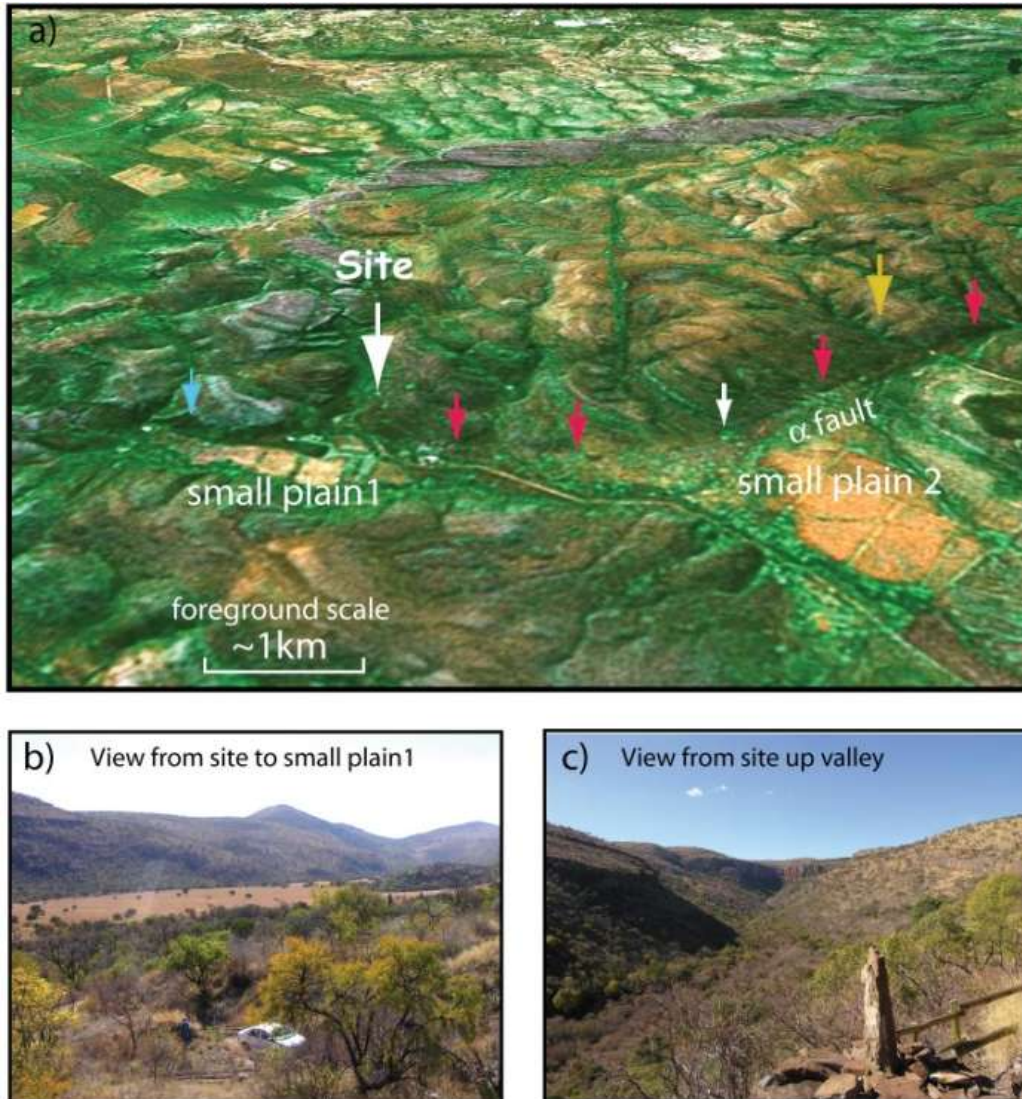 a)
Site
α fault
small plain1
small plain 2
foreground scale
~1km
b)
View from site to small plain1
c)
View from site up valley